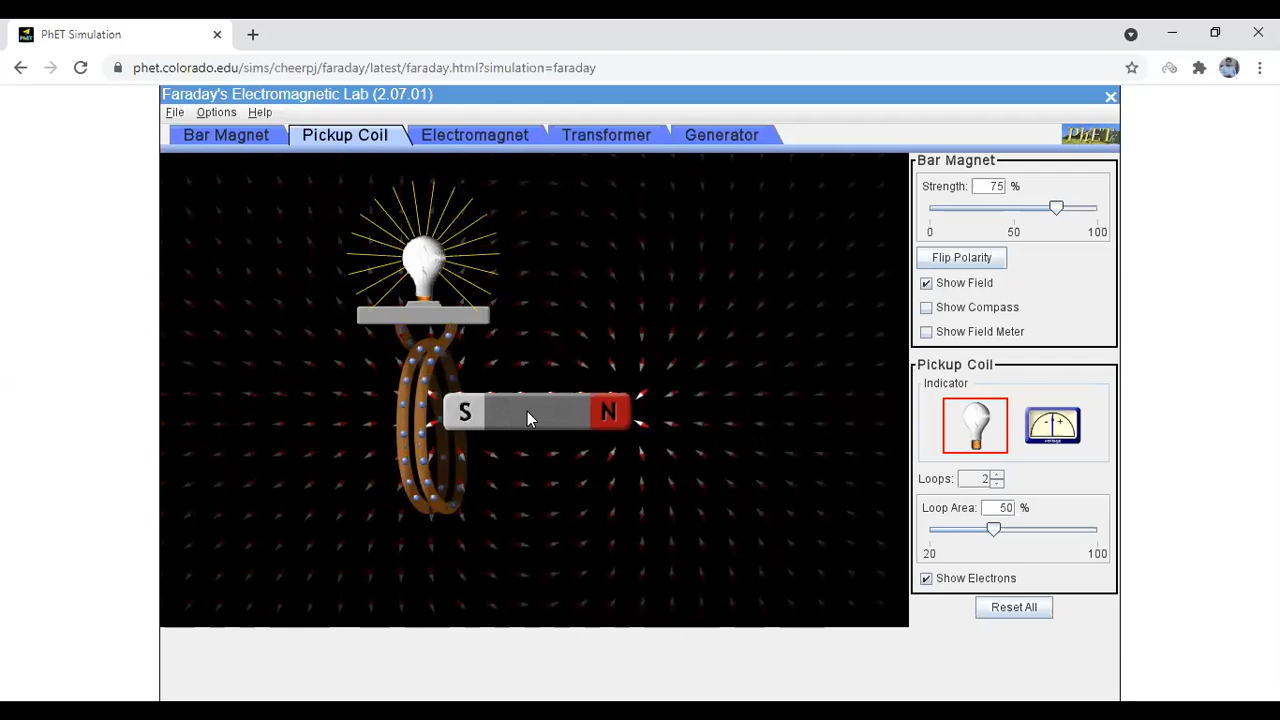 PhET Simulation
phet.colorado.edu/sims/cheerpj/faraday/latest/faraday.html?simulation=faraday
Faraday's Electromagnetic Lab (2.07.01)
File Options Help
Bar Magnet Pickup Coil Electromagnet Transformer Generator PhET
Bar Magnet
Strength: 75 %
0 50 100
Flip Polarity
Show Field
Show Compass
Show Field Meter
S N
Pickup Coil
Indicator
- +
voltage
Loops: 2
Loop Area: 50 %
20 100
Show Electrons
Reset All